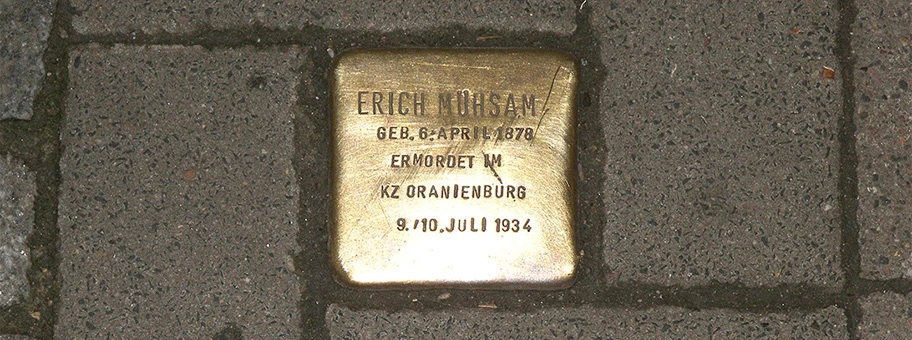 ERICH MÜHSAM
GEB. 6. APRIL 1878
ERMORDET IM
KZ ORANIENBURG
9./10. JULI 1934